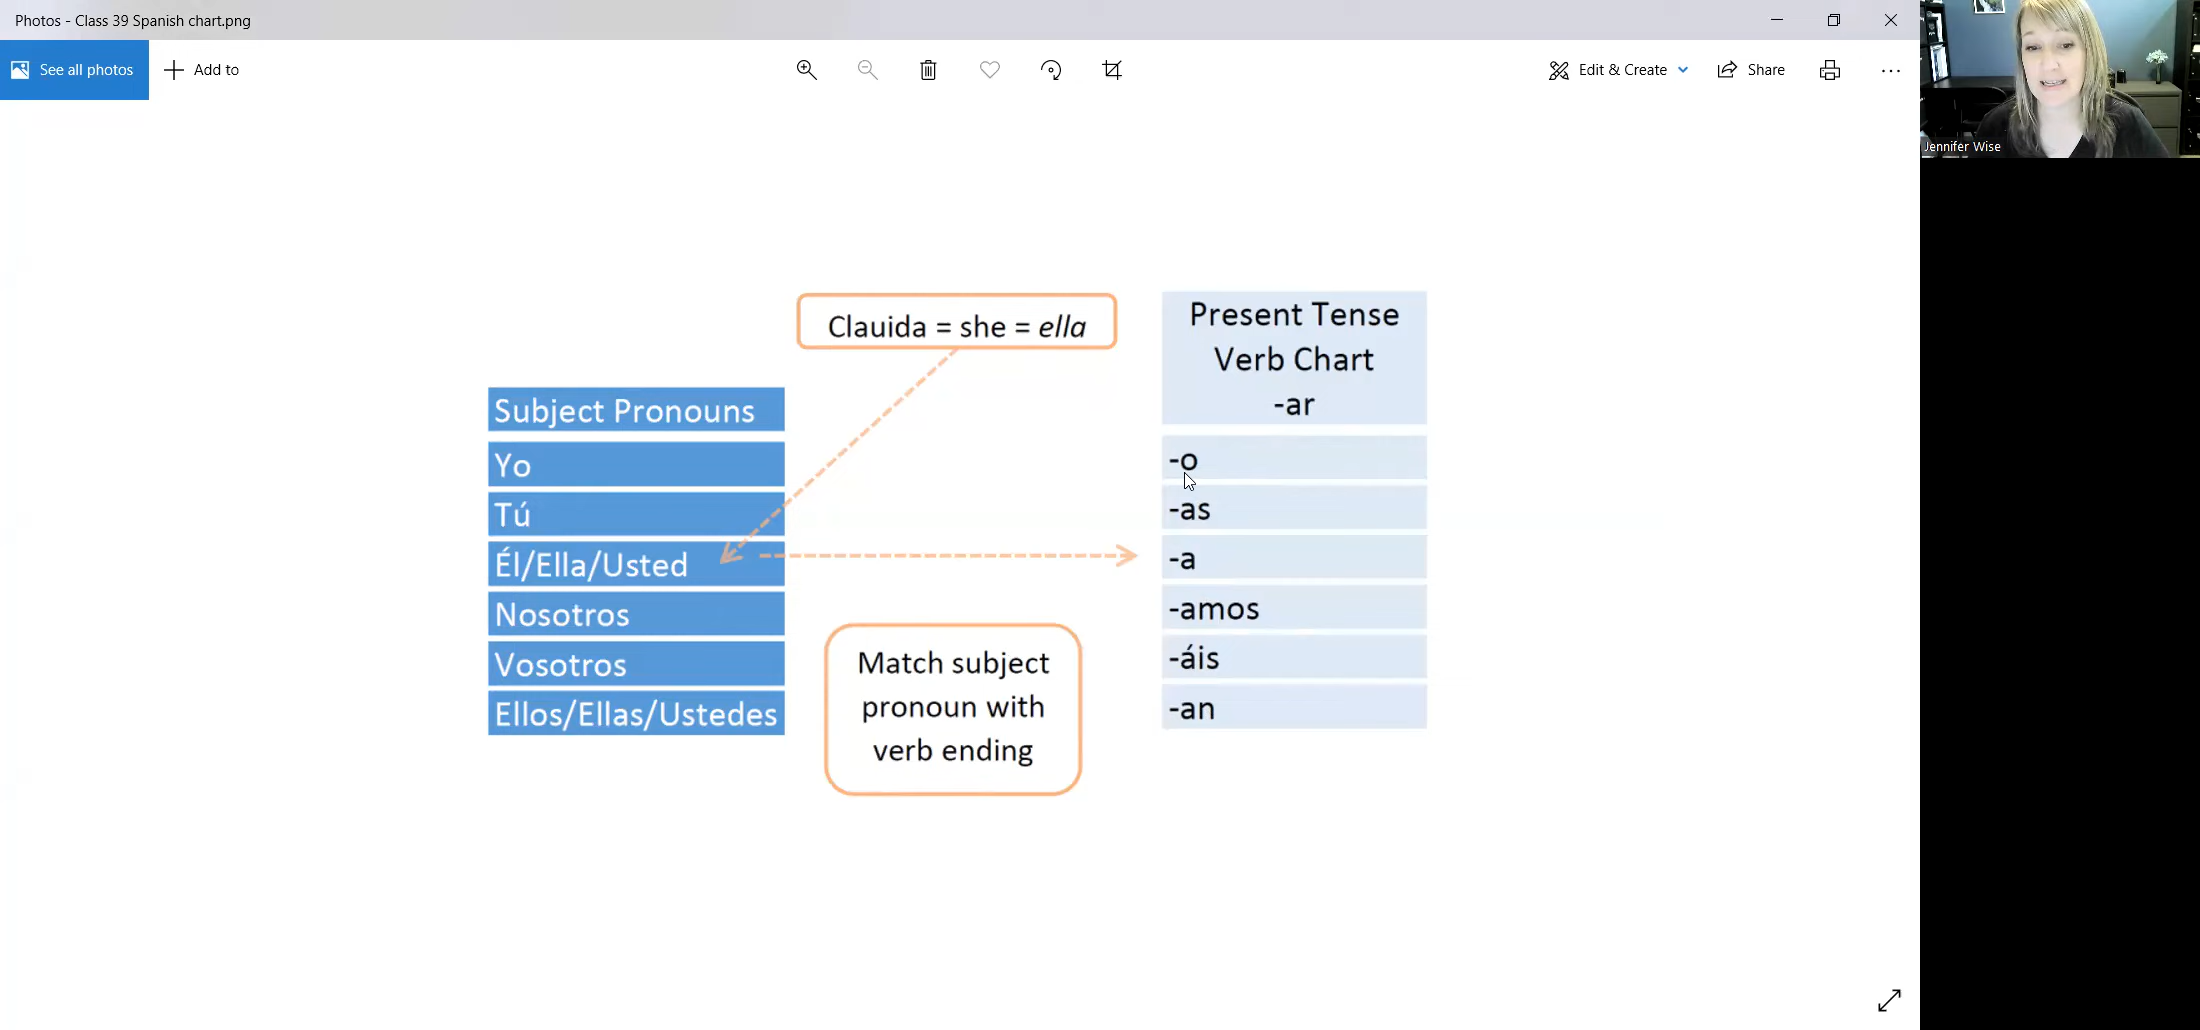 Photos - Class 39 Spanish chart.png
See all photos
Add to
Edit & Create
Share
Jennifer Wise
Clauida = she = ella
Subject Pronouns
Yo
Tú
Él/Ella/Usted
Nosotros
Vosotros
Ellos/Ellas/Ustedes
Match subject
pronoun with
verb ending
Present Tense
Verb Chart
-ar
-o
-as
-a
-amos
-áis
-an